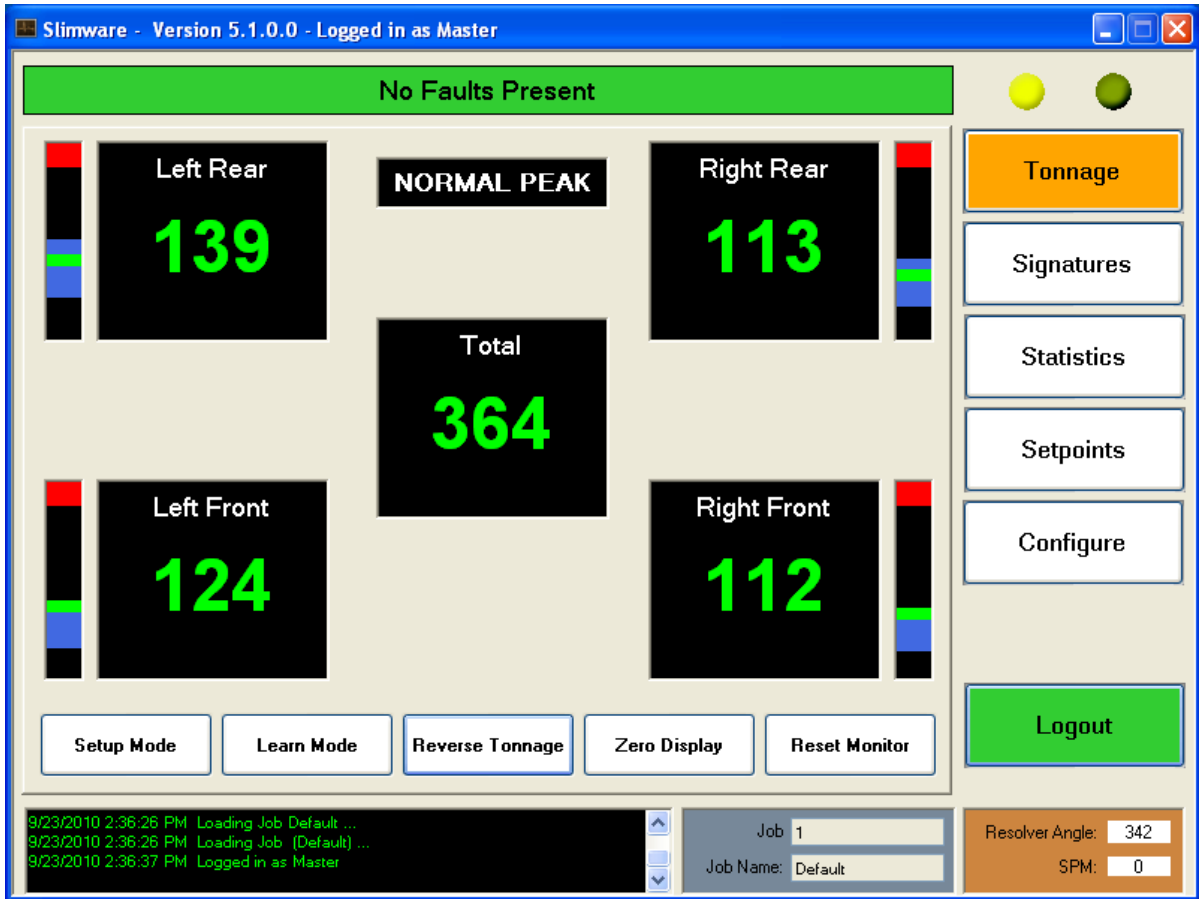 Slimware - Version 5.1.0.0 - Logged in as Master
No Faults Present
Left Rear
139
NORMAL PEAK
Right Rear
113
Total
364
Left Front
124
Right Front
112
Setup Mode
Learn Mode
Reverse Tonnage
Zero Display
Reset Monitor
Tonnage
Signatures
Statistics
Setpoints
Configure
Logout
9/23/2010 2:36:26 PM Loading Job Default ...
9/23/2010 2:36:26 PM Loading Job (Default) ...
9/23/2010 2:36:37 PM Logged in as Master
Job 1
Job Name: Default
Resolver Angle: 342
SPM: 0